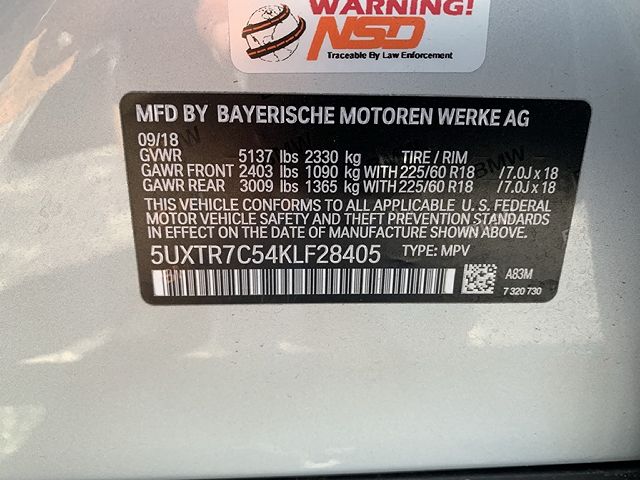 WARNING!
NSD
Traceable By Law Enforcement
MFD BY BAYERISCHE MOTOREN WERKE AG
09/18
GVWR 5137 lbs 2330 kg TIRE / RIM
GAWR FRONT 2403 lbs 1090 kg WITH 225/60 R18 /7.0J x 18
GAWR REAR 3009 lbs 1365 kg WITH 225/60 R18 /7.0J x 18
THIS VEHICLE CONFORMS TO ALL APPLICABLE U. S. FEDERAL
MOTOR VEHICLE SAFETY AND THEFT PREVENTION STANDARDS
IN EFFECT ON THE DATE OF MANUFACTURE SHOWN ABOVE.
5UXTR7C54KLF28405 TYPE: MPV
A83M
7 320 730
BMW